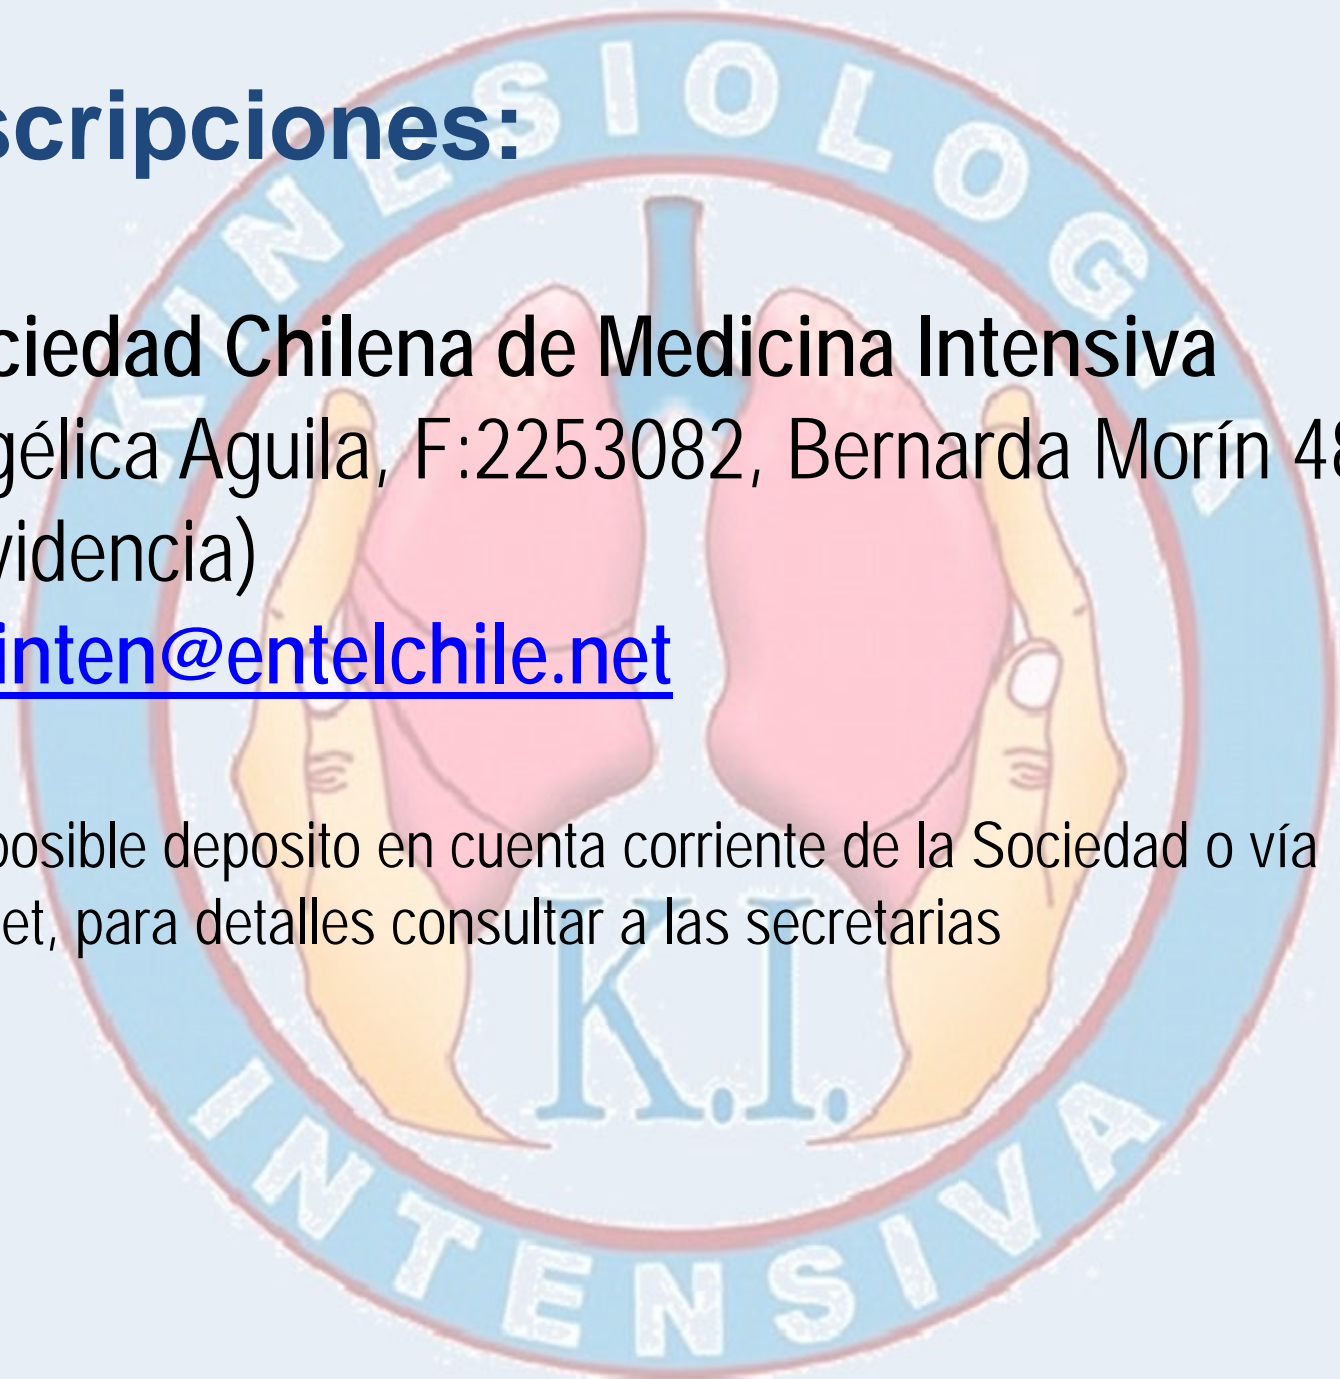 scripciones:
ciedad Chilena de Medicina Intensiva
gélica Aguila, F:2253082, Bernarda Morín 48
videncia)
inten@entelchile.net
posible deposito en cuenta corriente de la Sociedad o vía
et, para detalles consultar a las secretarias
KINESIOLOGIA
K.I.
INTENSIVA